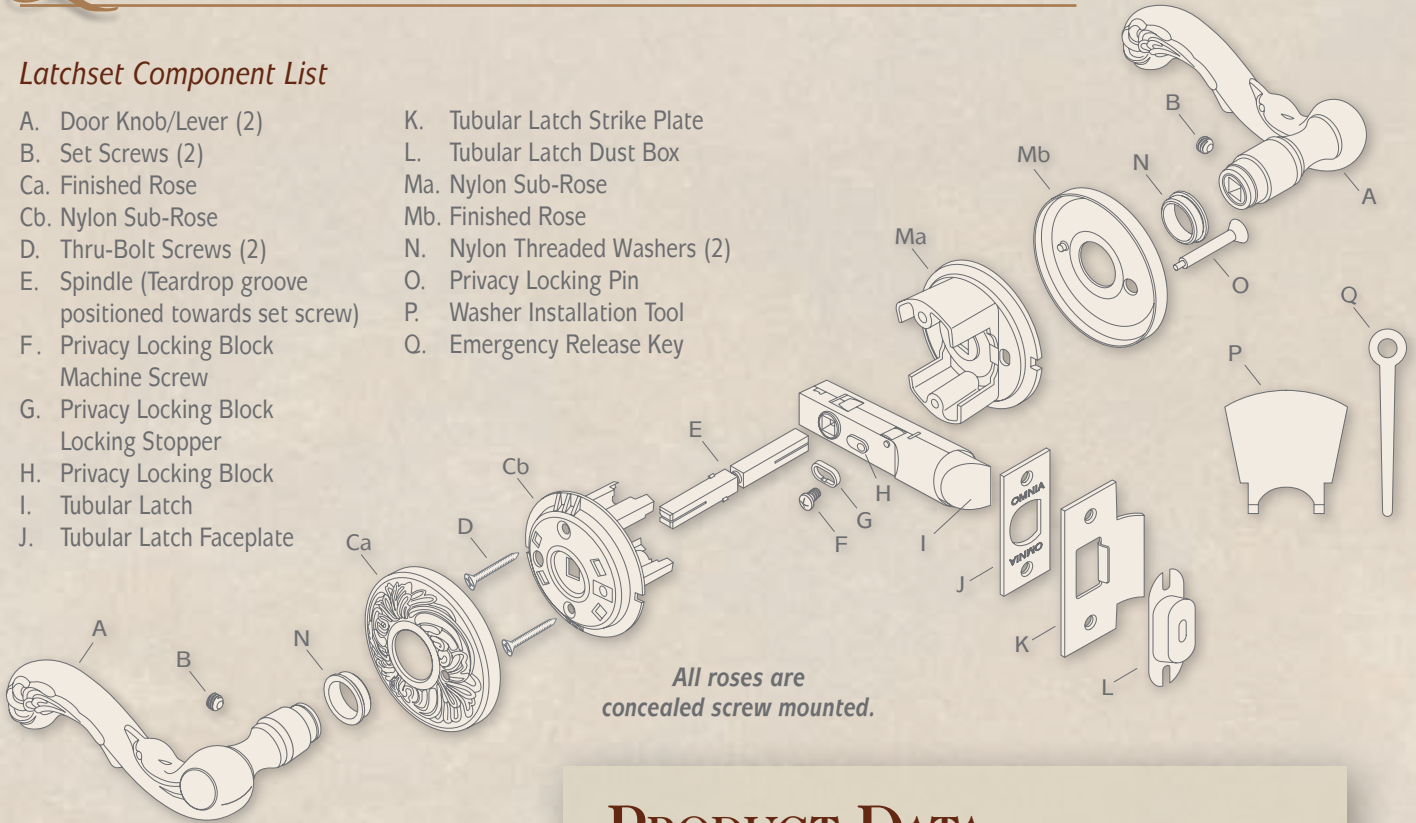 Latchset Component List
A. Door Knob/Lever (2)
B. Set Screws (2)
Ca. Finished Rose
Cb. Nylon Sub-Rose
D. Thru-Bolt Screws (2)
E. Spindle (Teardrop groove
positioned towards set screw)
F. Privacy Locking Block
Machine Screw
G. Privacy Locking Block
Locking Stopper
H. Privacy Locking Block
I. Tubular Latch
J. Tubular Latch Faceplate
K. Tubular Latch Strike Plate
L. Tubular Latch Dust Box
Ma. Nylon Sub-Rose
Mb. Finished Rose
N. Nylon Threaded Washers (2)
O. Privacy Locking Pin
P. Washer Installation Tool
Q. Emergency Release Key
B
Mb
N
A
Ma
O
Q
P
E
Cb
H
G
D
F
I
Ca
OMNIA
OMNIA
J
A
N
K
B
L
All roses are
concealed screw mounted.
PRODUCT DATA